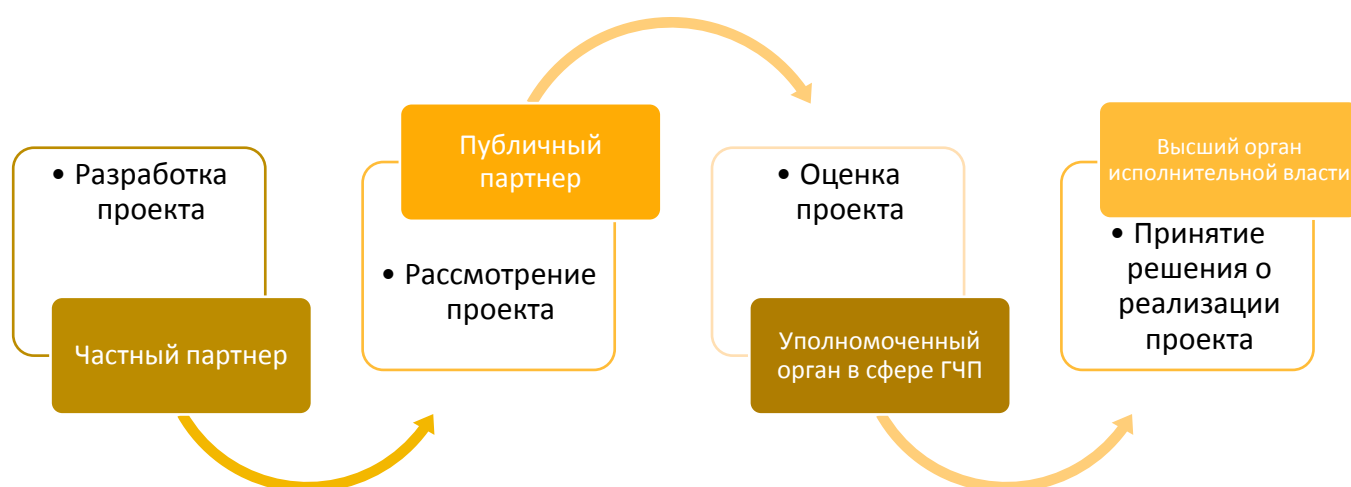 • Разработка
проекта
Частный партнер
Публичный
партнер
• Рассмотрение
проекта
• Оценка
проекта
Уполномоченный
орган в сфере ГЧП
Высший орган
исполнительной власти
• Принятие
решения о
реализации
проекта